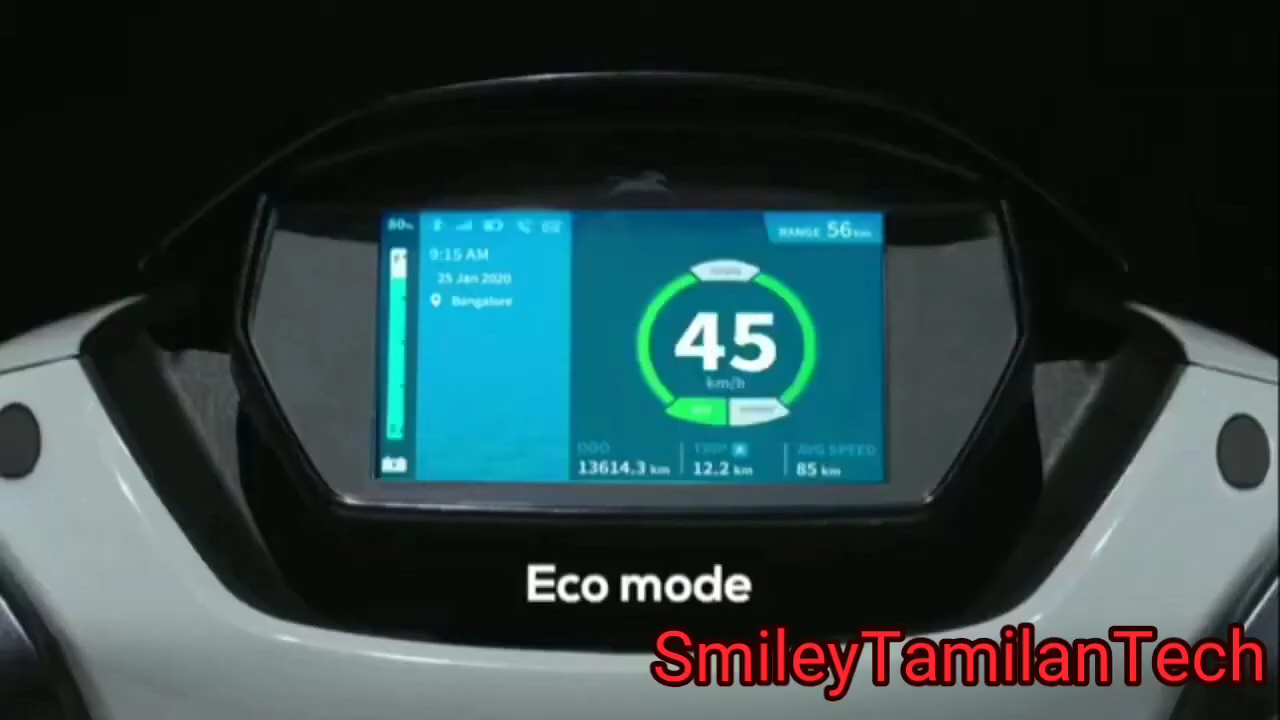 80%
RANGE 56 km
9:15 AM
25 Jan 2020
Bangalore
45
km/h
ODO
TRIP A
AVG SPEED
13614.3 km
12.2 km
85 km
Eco mode
SmileyTamilanTech